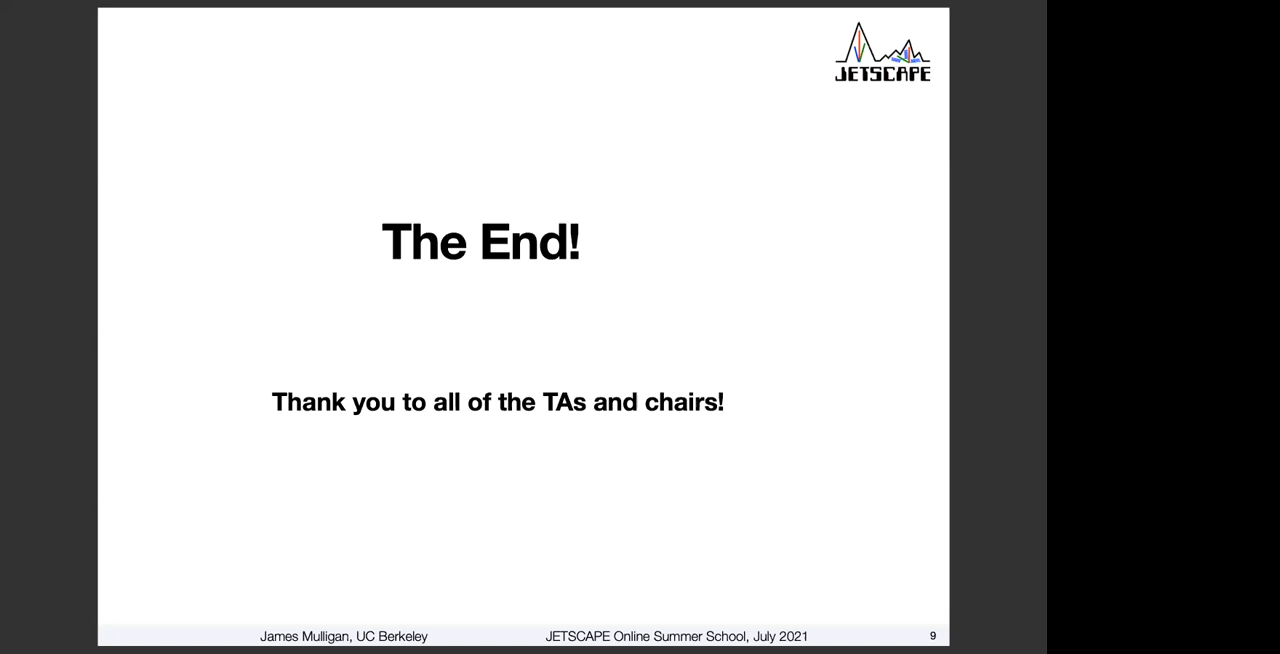 JETSCAPE
The End!
Thank you to all of the TAs and chairs!
James Mulligan, UC Berkeley
JETSCAPE Online Summer School, July 2021
9